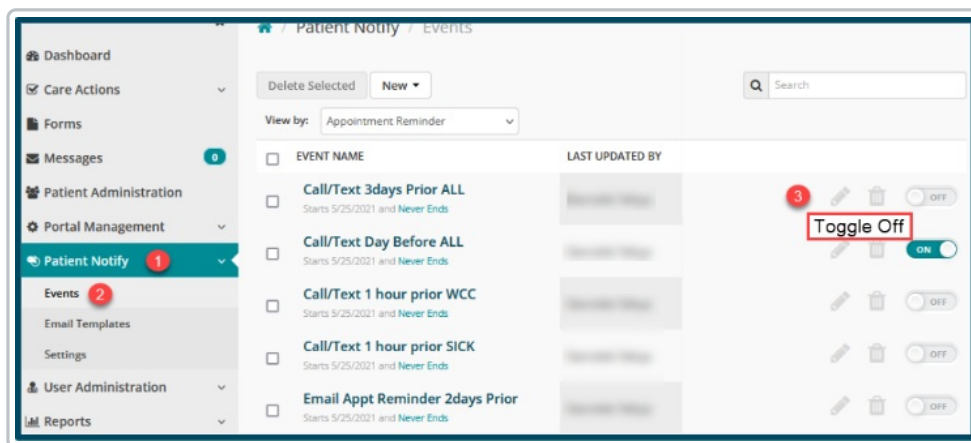 / Patient Notify / Events
Dashboard
Care Actions
Forms
Messages 0
Patient Administration
Portal Management
Patient Notify 1
Events 2
Email Templates
Settings
User Administration
Reports
Delete Selected New
Search
View by: Appointment Reminder
EVENT NAME LAST UPDATED BY
Call/Text 3days Prior ALL
Starts 5/25/2021 and Never Ends
3 OFF
Toggle Off
Call/Text Day Before ALL
Starts 5/25/2021 and Never Ends
ON
Call/Text 1 hour prior WCC
Starts 5/25/2021 and Never Ends
OFF
Call/Text 1 hour prior SICK
Starts 5/25/2021 and Never Ends
OFF
Email Appt Reminder 2days Prior
Starts 5/25/2021 and Never Ends
OFF